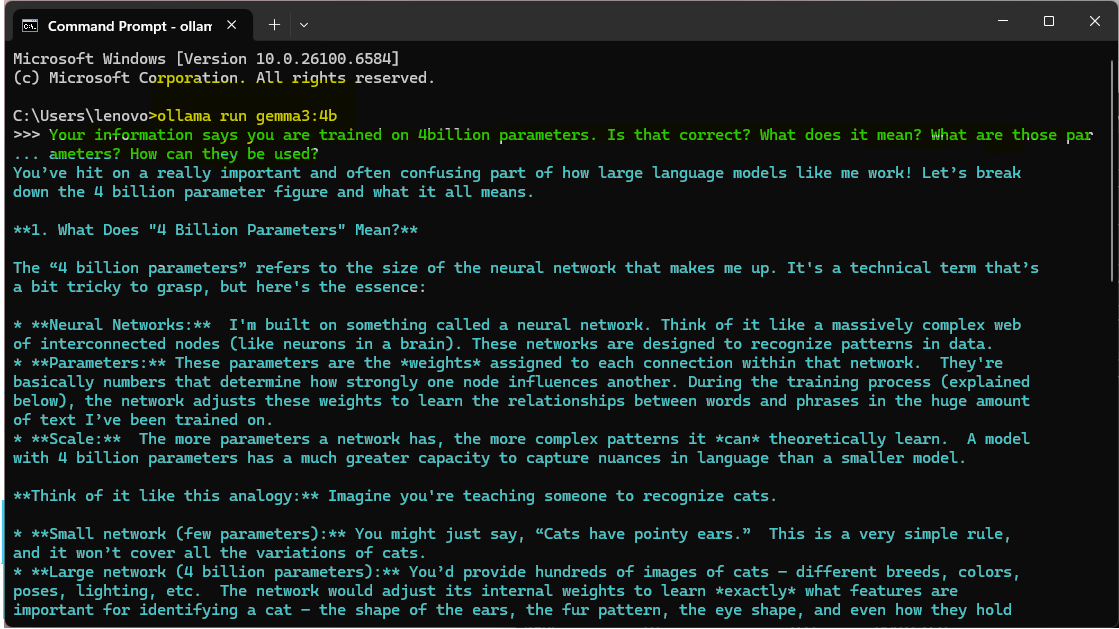 Command Prompt - ollam
Microsoft Windows [Version 10.0.26100.6584]
(c) Microsoft Corporation. All rights reserved.
C:\Users\lenovo>ollama run gemma3:4b
>>> Your information says you are trained on 4billion parameters. Is that correct? What does it mean? What are those par
... ameters? How can they be used?
You’ve hit on a really important and often confusing part of how large language models like me work! Let’s break
down the 4 billion parameter figure and what it all means.
**1. What Does "4 Billion Parameters" Mean?**
The “4 billion parameters” refers to the size of the neural network that makes me up. It's a technical term that’s
a bit tricky to grasp, but here's the essence:
* **Neural Networks:**  I'm built on something called a neural network. Think of it like a massively complex web
of interconnected nodes (like neurons in a brain). These networks are designed to recognize patterns in data.
* **Parameters:** These parameters are the *weights* assigned to each connection within that network.  They're
basically numbers that determine how strongly one node influences another. During the training process (explained
below), the network adjusts these weights to learn the relationships between words and phrases in the huge amount
of text I’ve been trained on.
* **Scale:**  The more parameters a network has, the more complex patterns it *can* theoretically learn.  A model
with 4 billion parameters has a much greater capacity to capture nuances in language than a smaller model.
**Think of it like this analogy:** Imagine you're teaching someone to recognize cats.
* **Small network (few parameters):** You might just say, “Cats have pointy ears.”  This is a very simple rule,
and it won’t cover all the variations of cats.
* **Large network (4 billion parameters):** You’d provide hundreds of images of cats – different breeds, colors,
poses, lighting, etc.  The network would adjust its internal weights to learn *exactly* what features are
important for identifying a cat – the shape of the ears, the fur pattern, the eye shape, and even how they hold